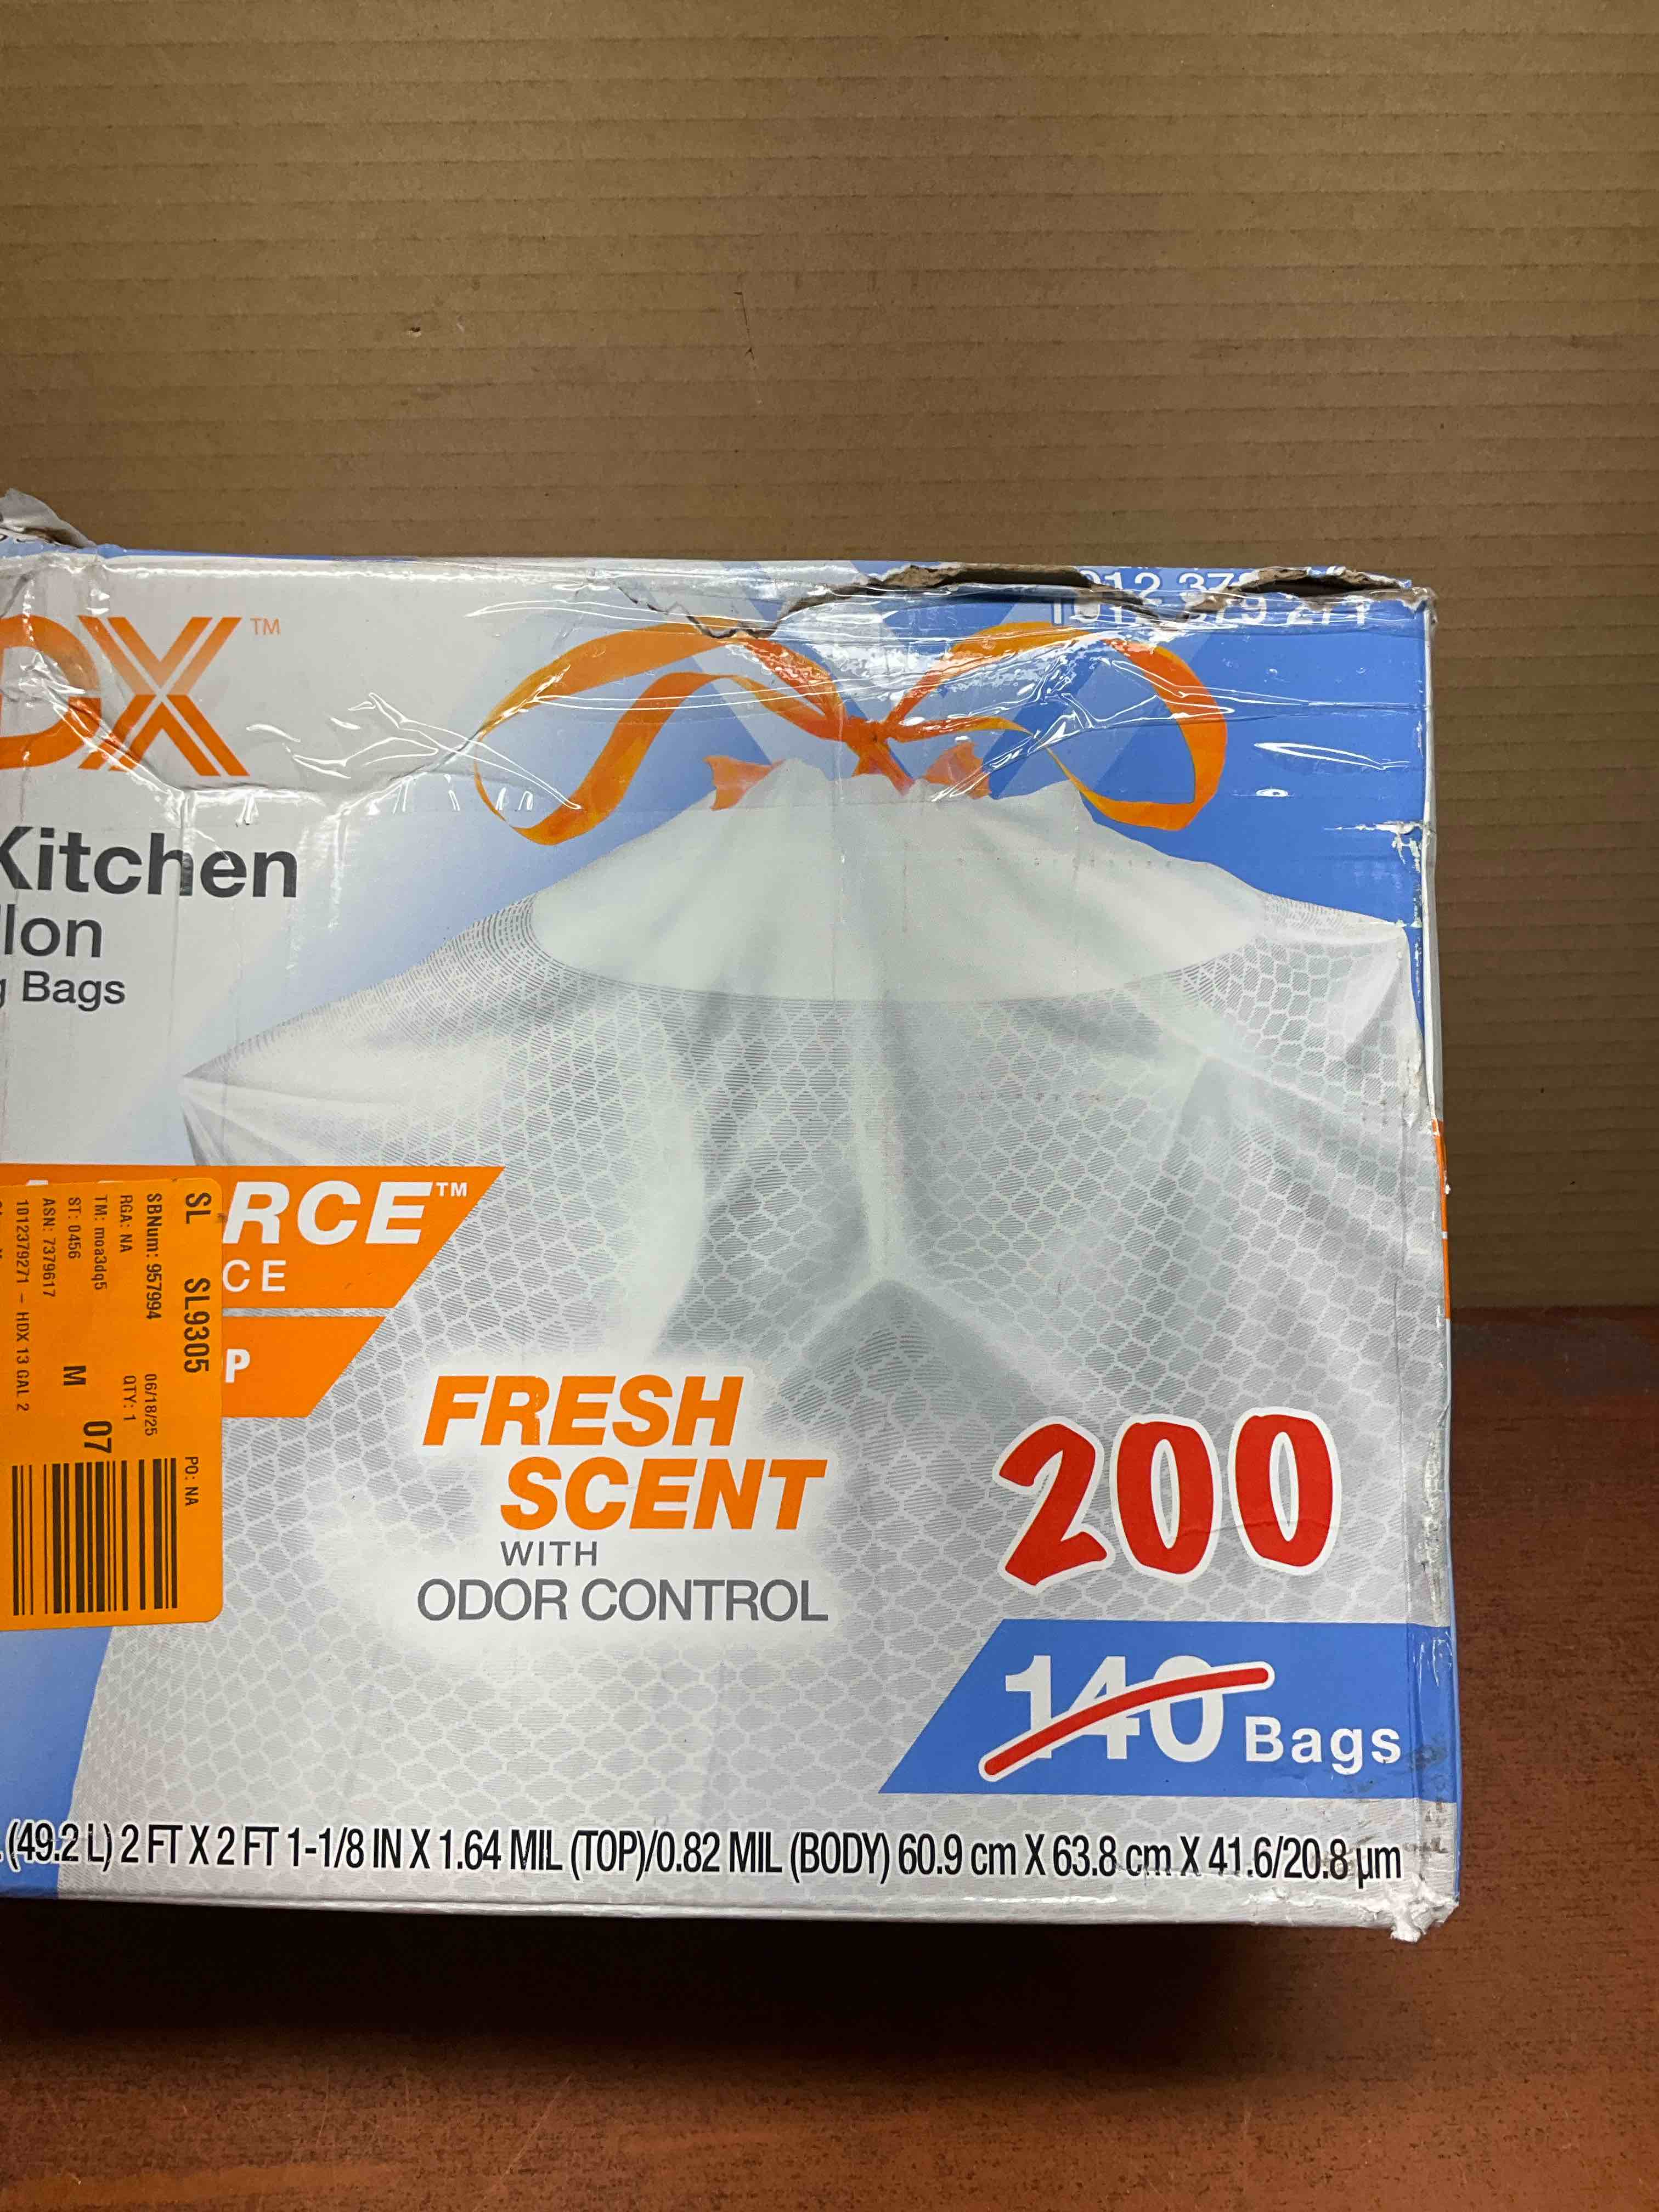 1012 379 271
DX™
Kitchen
llon
g Bags
RCE™
CE
P
SL SL9305 PO: NA
SBNum: 957994 06/18/25
RGA: NA QTY: 1
TM: moa3dq5 07
ST: 0456 M
ASN: 7379617
1012379271 – HDX 13 GAL 2
FRESH
SCENT
WITH
ODOR CONTROL
200
140 Bags
(49.2 L) 2 FT X 2 FT 1-1/8 IN X 1.64 MIL (TOP)/0.82 MIL (BODY) 60.9 cm X 63.8 cm X 41.6/20.8 µm